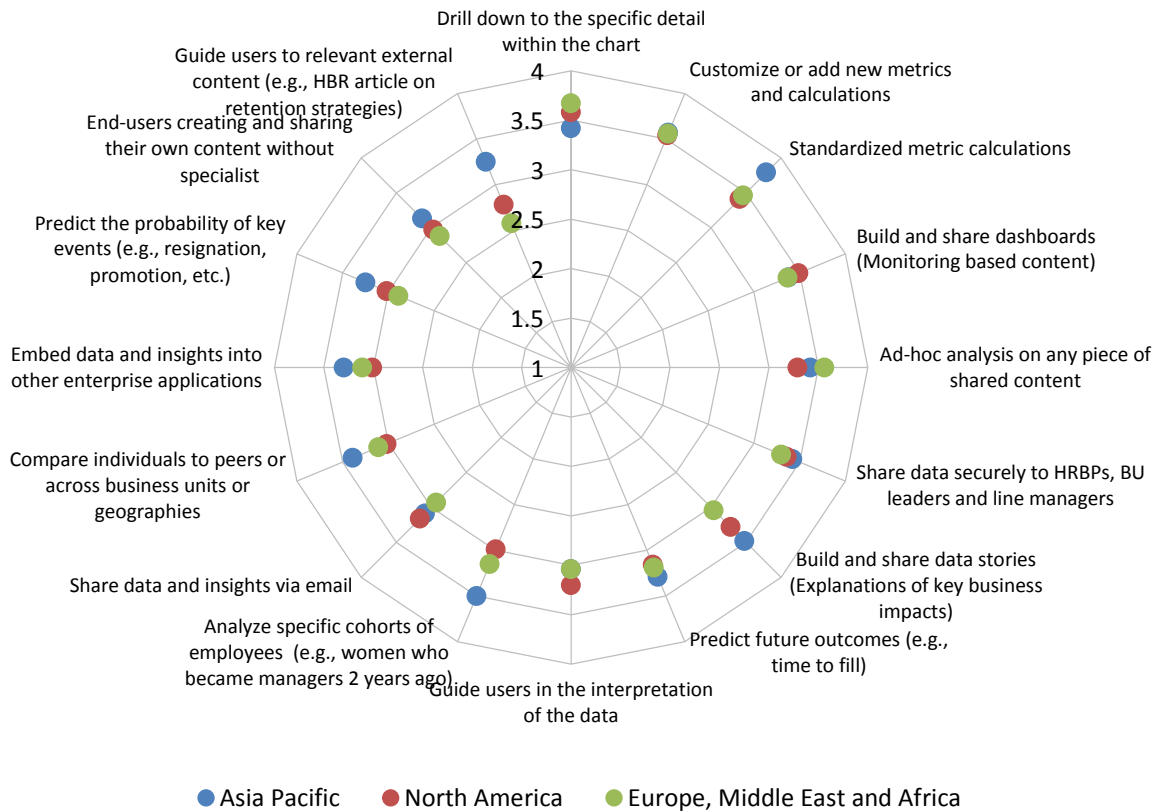 Drill down to the specific detail
within the chart
Customize or add new metrics
and calculations
Standardized metric calculations
Build and share dashboards
(Monitoring based content)
Ad-hoc analysis on any piece of
shared content
Share data securely to HRBPs, BU
leaders and line managers
Build and share data stories
(Explanations of key business
impacts)
Predict future outcomes (e.g.,
time to fill)
Guide users in the interpretation
of the data
Analyze specific cohorts of
employees  (e.g., women who
became managers 2 years ago)
Share data and insights via email
Compare individuals to peers or
across business units or
geographies
Embed data and insights into
other enterprise applications
Predict the probability of key
events (e.g., resignation,
promotion, etc.)
End-users creating and sharing
their own content without
specialist
Guide users to relevant external
content (e.g., HBR article on
retention strategies)
4
3.5
3
2.5
2
1.5
1
Asia Pacific
North America
Europe, Middle East and Africa